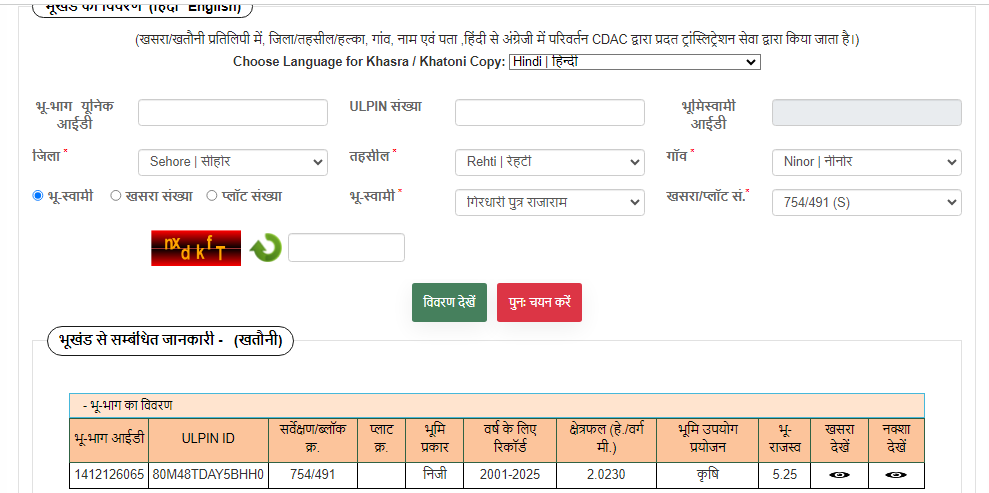 भूखंड का विवरण (हिंदी English)
(खसरा/खतौनी प्रतिलिपी में, जिला/तहसील/हल्का, गांव, नाम एवं पता ,हिंदी से अंग्रेजी में परिवर्तन CDAC द्वारा प्रदत ट्रांस्लिट्रेशन सेवा द्वारा किया जाता है।)
Choose Language for Khasra / Khatoni Copy: Hindi | हिन्दी
भू-भाग यूनिक आईडी ULPIN संख्या भूमिस्वामी आईडी
जिला * Sehore | सीहोर तहसील * Rehti | रेहटी गॉव * Ninor | नीनोर
भू-स्वामी खसरा संख्या प्लॉट संख्या भू-स्वामी * गिरधारी पुत्र राजाराम खसरा/प्लॉट सं.* 754/491 (S)
nxdkfT
विवरण देखें पुनः चयन करें
भूखंड से सम्बंधित जानकारी - (खतौनी)
- भू-भाग का विवरण
भू-भाग आईडी ULPIN ID सर्वेक्षण/ब्लॉक क्र. प्लाट क्र. भूमि प्रकार वर्ष के लिए रिकॉर्ड क्षेत्रफल (हे./वर्ग मी.) भूमि उपयोग प्रयोजन भू-राजस्व खसरा देखें नक्शा देखें
1412126065 80M48TDAY5BHH0 754/491 निजी 2001-2025 2.0230 कृषि 5.25